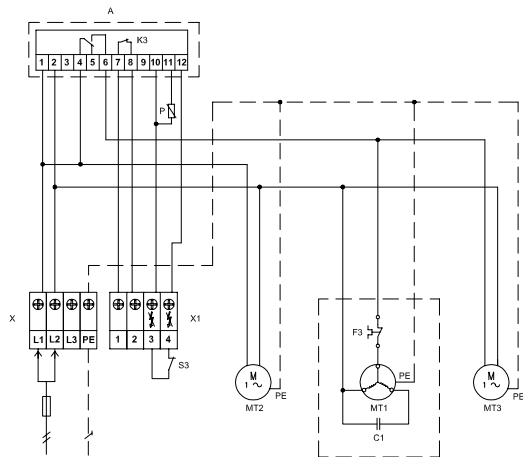 A
K3
1 2 3 4 5 6 7 8 9 10 11 12
P
X
L1 L2 L3 PE
1 2 3 4
X1
S3
F3
M
1 ~
PE
MT2
PE
MT1
C1
M
1 ~
PE
MT3